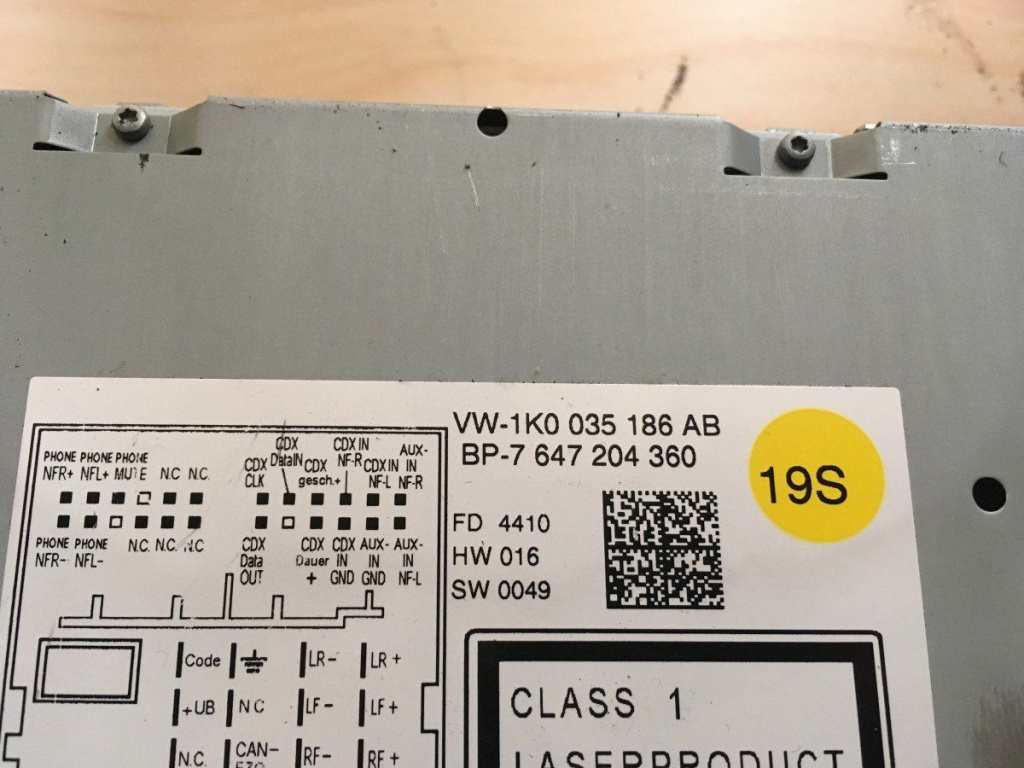 VW-1K0 035 186 AB
BP-7 647 204 360
19S
FD 4410
HW 016
SW 0049
PHONE PHONE PHONE
NFR+ NFL+ MUTE N.C N.C.
PHONE PHONE
NFR- NFL-
N.C. N.C. N.C
CDX
CLK
CDX
DataIN
CDX
gesch.+
CDX IN
NF-R
CDX IN
NF-L
AUX-
IN
NF-R
CDX
Data
OUT
CDX
Dauer
+
CDX
IN
GND
AUX-
IN
GND
AUX-
IN
NF-L
Code LR- LR +
+UB N C LF- LF+
N.C. CAN- RF- RF+
CLASS 1
LASERPRODUCT